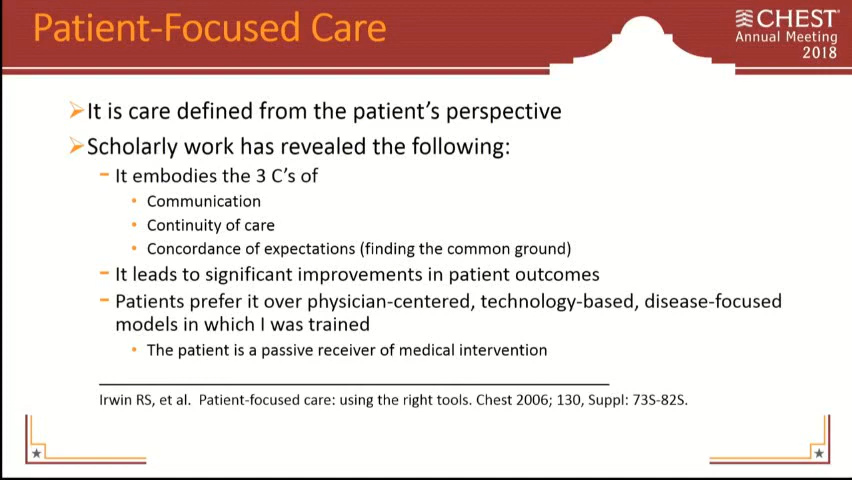 Patient-Focused Care
CHEST
Annual Meeting
2018
It is care defined from the patient's perspective
Scholarly work has revealed the following:
It embodies the 3 C's of
Communication
Continuity of care
Concordance of expectations (finding the common ground)
It leads to significant improvements in patient outcomes
Patients prefer it over physician-centered, technology-based, disease-focused
models in which I was trained
The patient is a passive receiver of medical intervention
Irwin RS, et al.  Patient-focused care: using the right tools. Chest 2006; 130, Suppl: 73S-82S.